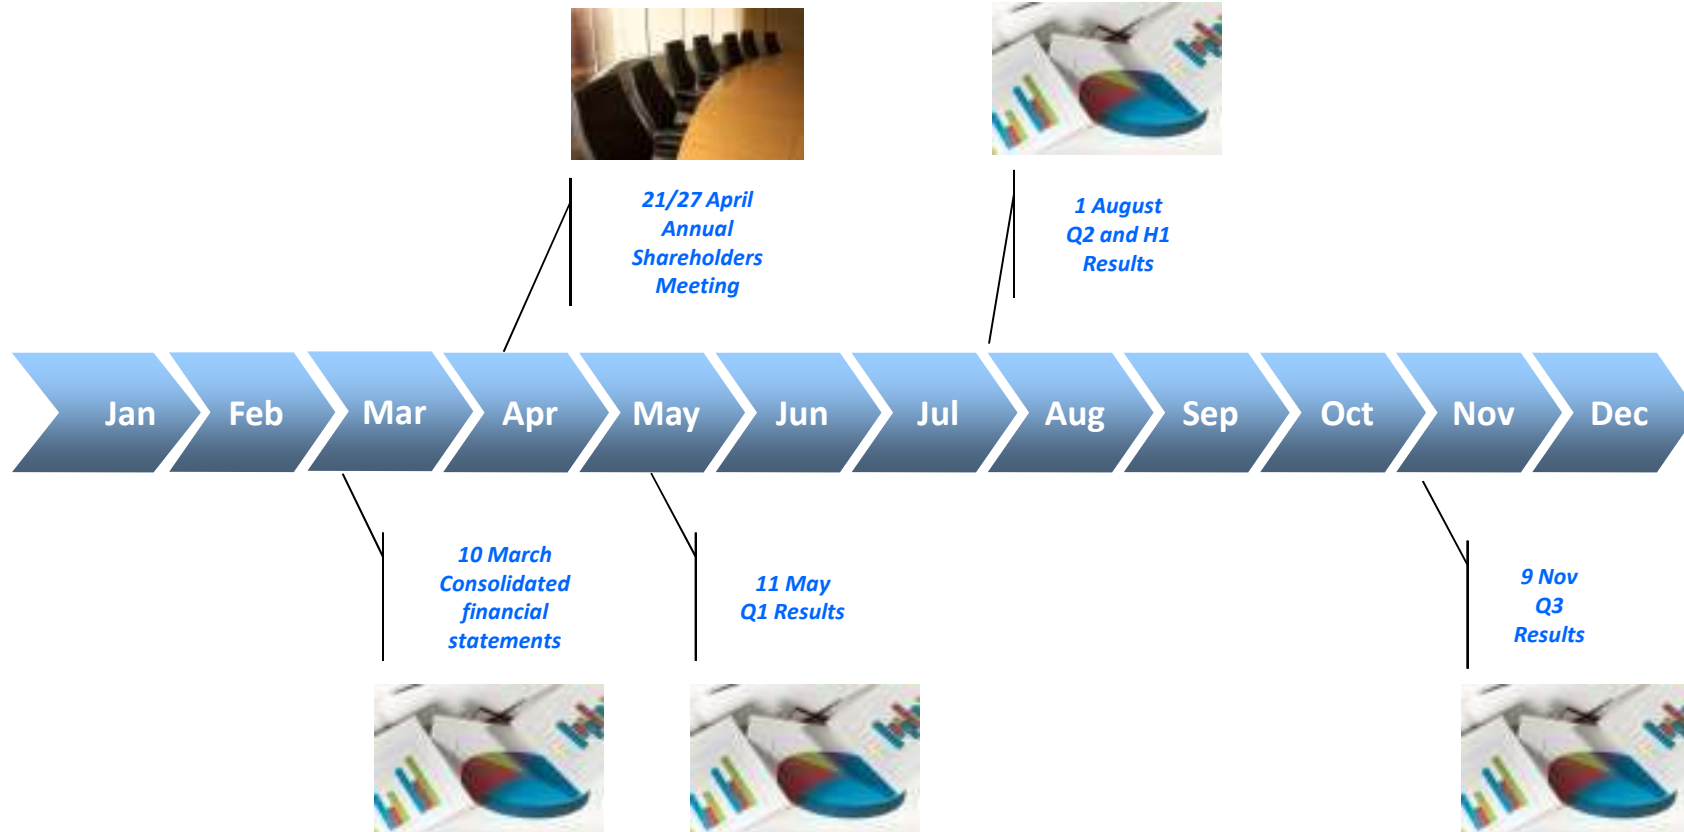 21/27 April
Annual
Shareholders
Meeting
1 August
Q2 and H1
Results
Jan
Feb
Mar
Apr
May
Jun
Jul
Aug
Sep
Oct
Nov
Dec
10 March
Consolidated
financial
statements
11 May
Q1 Results
9 Nov
Q3
Results